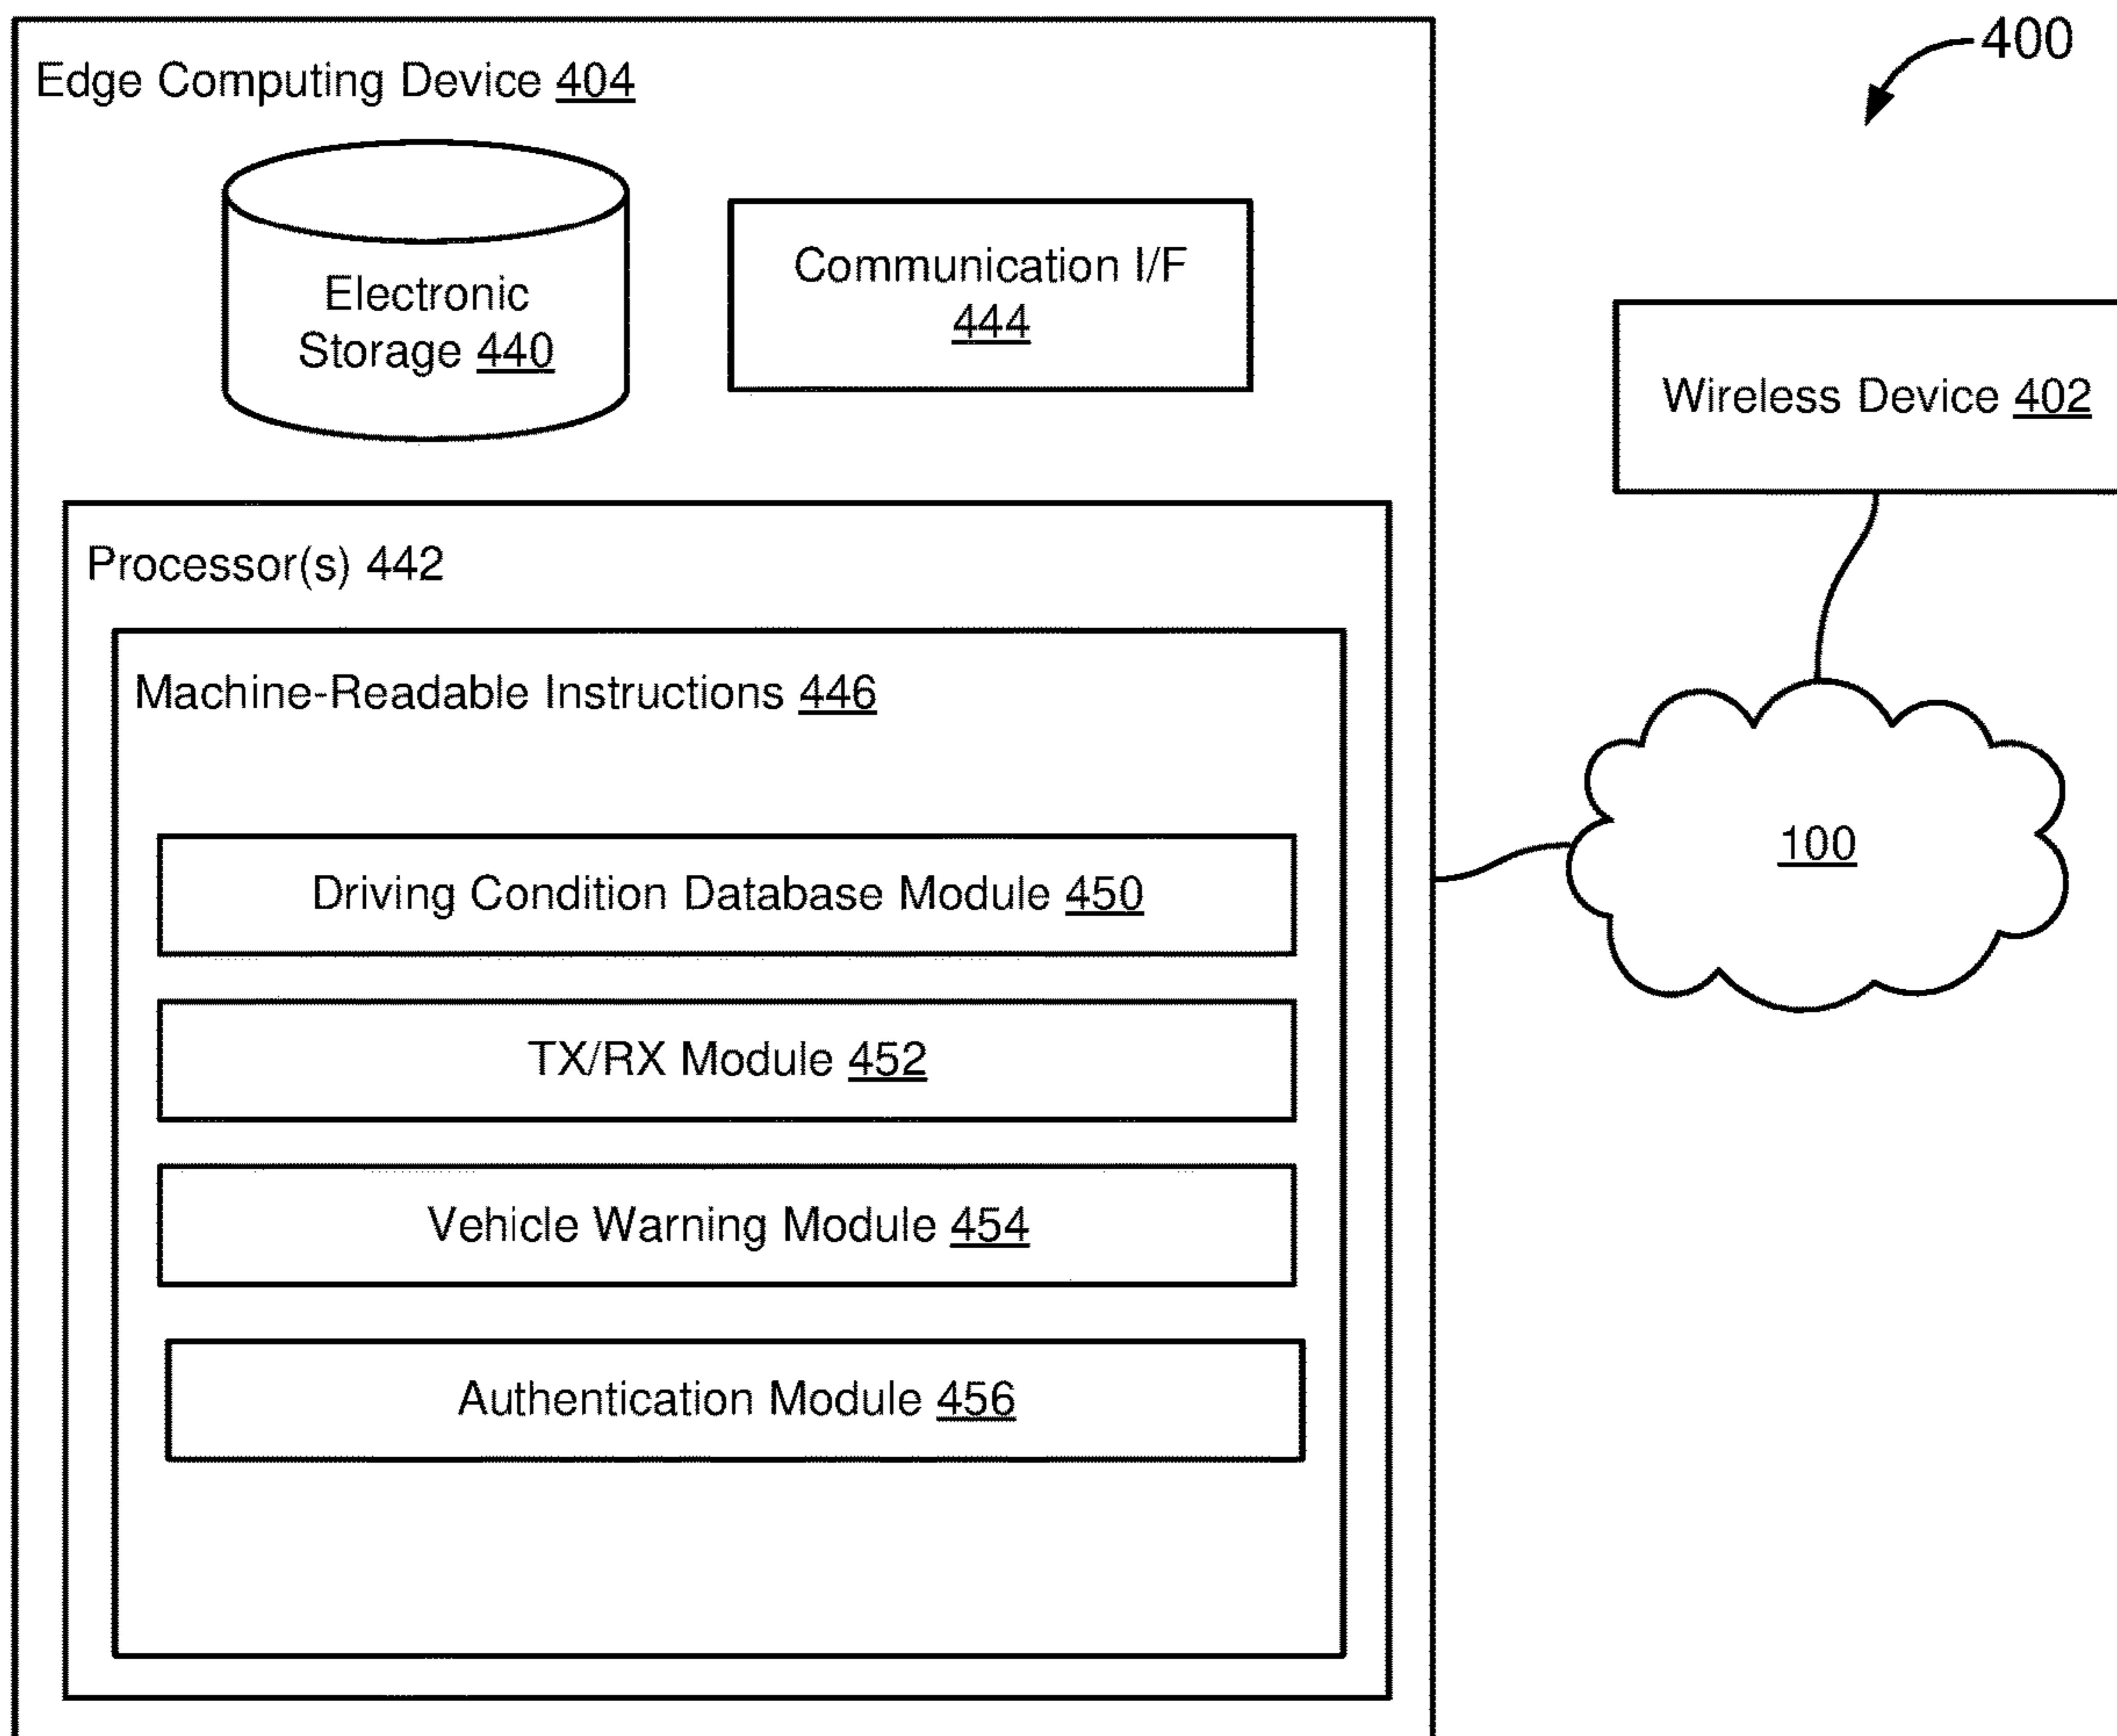 400
Edge Computing Device 404
Electronic
Storage 440
Communication I/F
444
Wireless Device 402
Processor(s) 442
Machine-Readable Instructions 446
Driving Condition Database Module 450
100
TX/RX Module 452
Vehicle Warning Module 454
Authentication Module 456